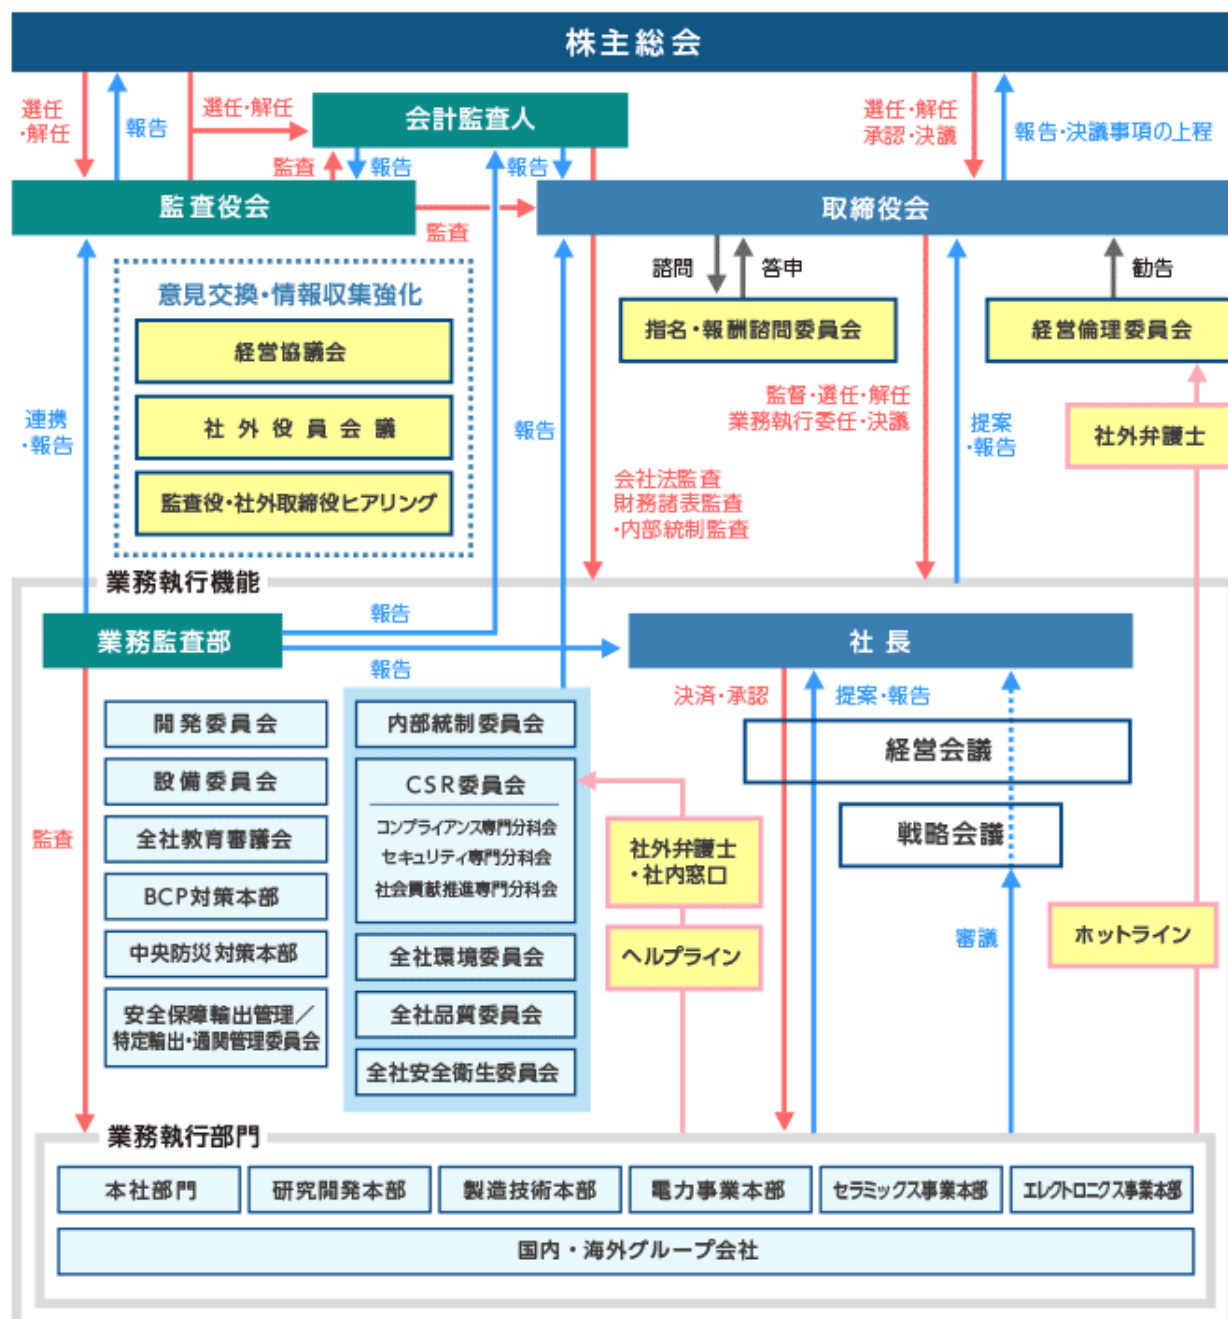 株主総会
選任
・解任
報告
選任・解任
会計監査人
選任・解任
承認・決議
報告・決議事項の上程
監査
報告
報告
監査役会
監査
取締役会
意見交換・情報収集強化
経営協議会
社外役員会議
監査役・社外取締役ヒアリング
連携
・報告
報告
諮問
答申
勧告
指名・報酬諮問委員会
経営倫理委員会
監督・選任・解任
業務執行委任・決議
提案
・報告
社外弁護士
会社法監査
財務諸表監査
・内部統制監査
業務執行機能
業務監査部
報告
報告
社長
決済・承認
提案・報告
経営会議
戦略会議
審議
監査
開発委員会
設備委員会
全社教育審議会
BCP対策本部
中央防災対策本部
安全保障輸出管理／
特定輸出・通関管理委員会
内部統制委員会
CSR委員会
コンプライアンス専門分科会
セキュリティ専門分科会
社会貢献推進専門分科会
全社環境委員会
全社品質委員会
全社安全衛生委員会
社外弁護士
・社内窓口
ヘルプライン
ホットライン
業務執行部門
本社部門
研究開発本部
製造技術本部
電力事業本部
セラミックス事業本部
エレクトロニクス事業本部
国内・海外グループ会社